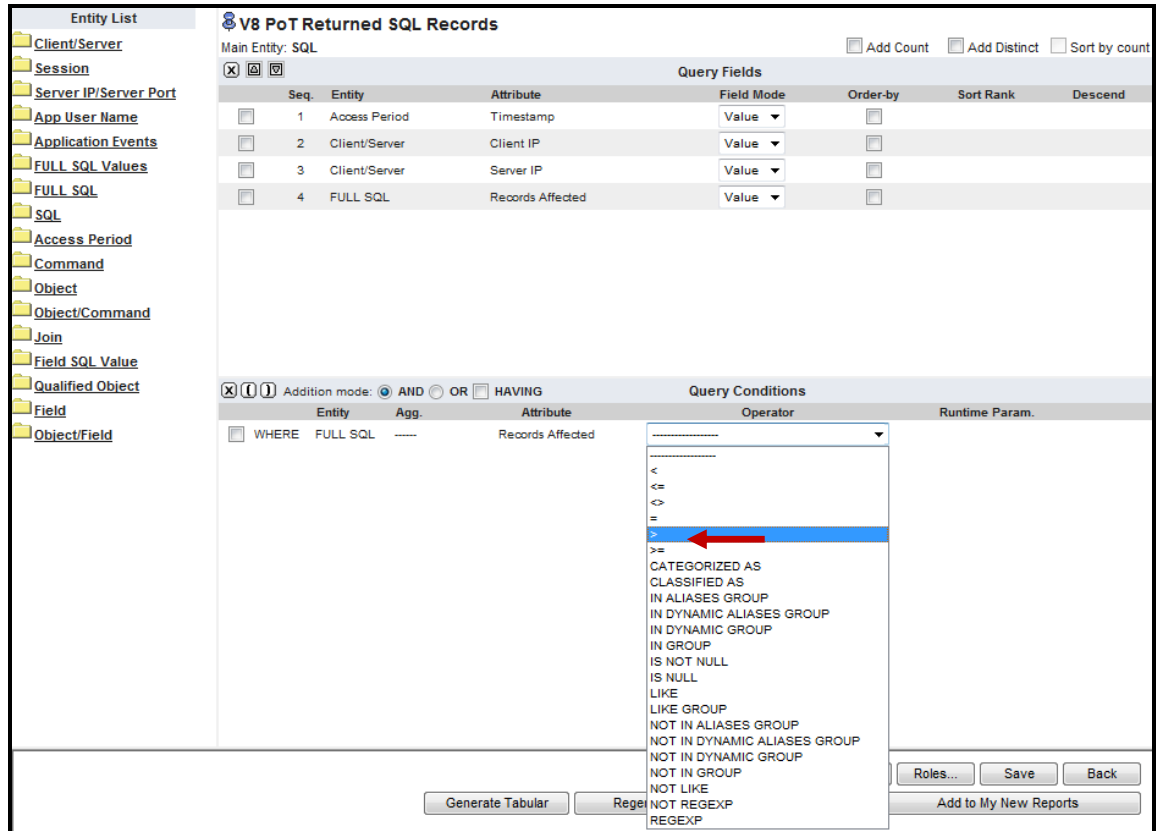 Entity List
Client/Server
Session
Server IP/Server Port
App User Name
Application Events
FULL SQL Values
FULL SQL
SQL
Access Period
Command
Object
Object/Command
Join
Field SQL Value
Qualified Object
Field
Object/Field
V8 PoT Returned SQL Records
Main Entity: SQL Add Count Add Distinct Sort by count
Query Fields
Seq. Entity Attribute Field Mode Order-by Sort Rank Descend
1 Access Period Timestamp Value
2 Client/Server Client IP Value
3 Client/Server Server IP Value
4 FULL SQL Records Affected Value
Addition mode: AND OR HAVING Query Conditions
Entity Agg. Attribute Operator Runtime Param.
WHERE FULL SQL ------ Records Affected ------------------
------------------
<
<=
<>
=
>
>=
CATEGORIZED AS
CLASSIFIED AS
IN ALIASES GROUP
IN DYNAMIC ALIASES GROUP
IN DYNAMIC GROUP
IN GROUP
IS NOT NULL
IS NULL
LIKE
LIKE GROUP
NOT IN ALIASES GROUP
NOT IN DYNAMIC ALIASES GROUP
NOT IN DYNAMIC GROUP
NOT IN GROUP
NOT LIKE
NOT REGEXP
REGEXP
Roles... Save Back
Generate Tabular Add to My New Reports